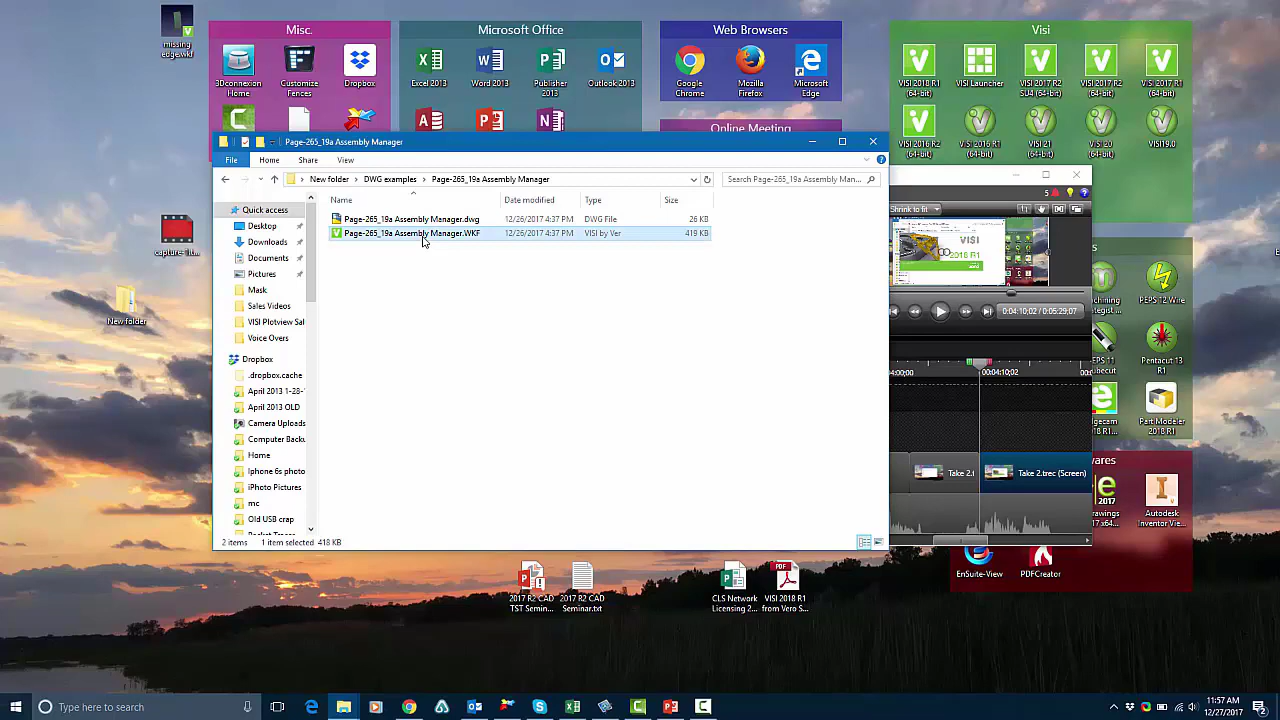 missing
edge.wkf
Misc.
3Dconnexion
Home
Customize
Fences
Dropbox
Microsoft Office
Excel 2013
Word 2013
Publisher
2013
Outlook 2013
Web Browsers
Google
Chrome
Mozilla
Firefox
Microsoft
Edge
Online Meeting
Visi
VISI 2018 R1
(64-bit)
VISI Launcher
VISI 2017 R2
SU4 (64-bit)
VISI 2017 R2
(64-bit)
VISI 2017 R1
(64-bit)
VISI 2016 R2
(64-bit)
VISI 2016 R1
(64-bit)
VISI 21
(64-bit)
VISI 20
(64-bit)
VISI19.0
Page-265_19a Assembly Manager
File
Home
Share
View
New folder
DWG examples
Page-265_19a Assembly Manager
Search Page-265_19a Assembly Man...
Name
Date modified
Type
Size
Page-265_19a Assembly Manager.dwg
12/26/2017 4:37 PM
DWG File
26 KB
Page-265_19a Assembly Manager.WKF
12/26/2017 4:37 PM
VISI by Ver
419 KB
Quick access
Desktop
Downloads
Documents
Pictures
Mask
Sales Videos
VISI Plotview Sal
Voice Overs
Dropbox
.dropbox.cache
April 2013 1-28-
April 2013 OLD
Camera Uploads
Computer Backu
Home
Iphone 6s photo
iPhoto Pictures
mc
Old USB crap
2 items
1 item selected 418 KB
5
Shrink to fit
VISI
2018 R1
0:04:10;02 / 0:05:29;07
00:04:10;02
Take 2.t
Take 2.trec (Screen)
PEPS 12 Wire
Pentacut 13
R1
Part Modeler
2018 R1
2017
Autodesk
Inventor Vie...
EnSuite-View
PDFCreator
capture-1tit...
New folder
2017 R2 CAD
TST Semin...
2017 R2 CAD
Seminar.txt
CLS Network
Licensing 2...
VISI 2018 R1
from Vero S...
Type here to search
11:57 AM
12/27/2017